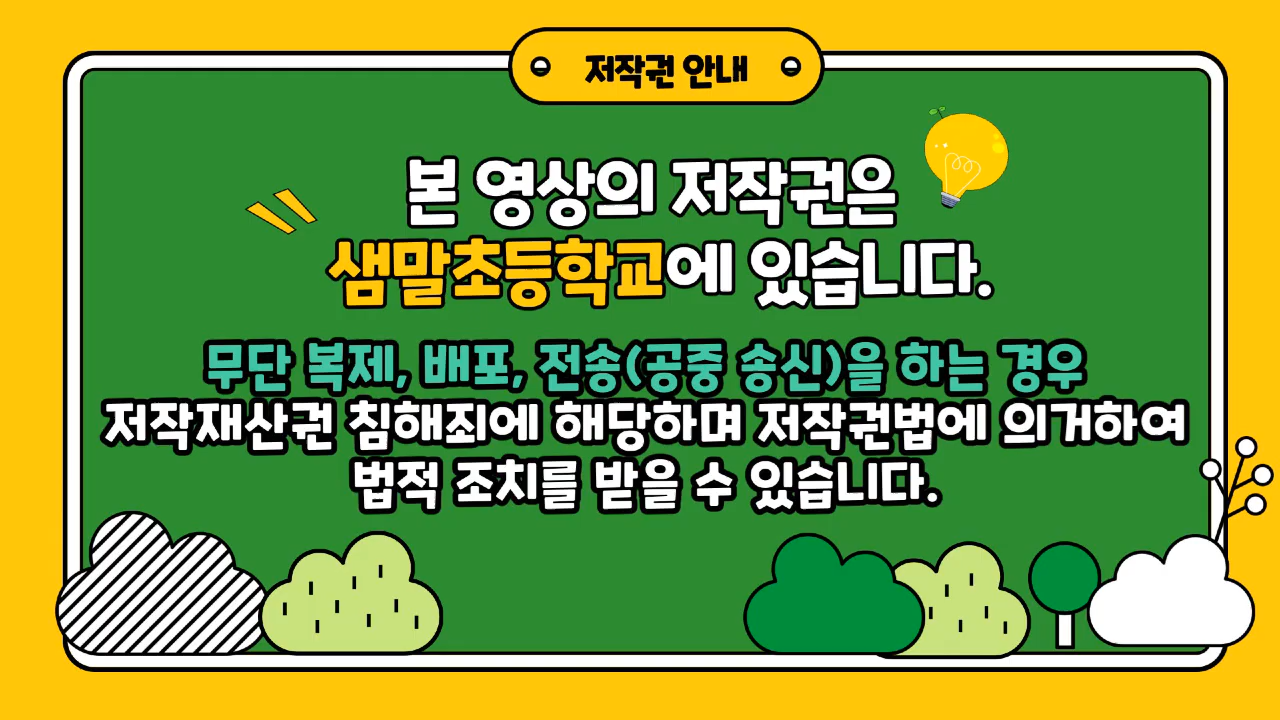 저작권 안내
본 영상의 저작권은
샘말초등학교에 있습니다.
무단 복제, 배포, 전송(공중 송신)을 하는 경우
저작재산권 침해죄에 해당하며 저작권법에 의거하여
법적 조치를 받을 수 있습니다.